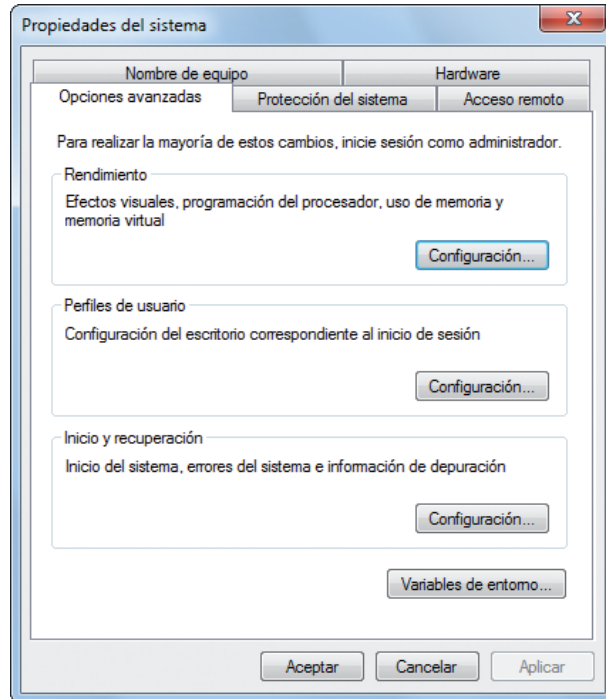 Propiedades del sistema
Nombre de equipo
Hardware
Opciones avanzadas
Protección del sistema
Acceso remoto
Para realizar la mayoría de estos cambios, inicie sesión como administrador.
Rendimiento
Efectos visuales, programación del procesador, uso de memoria y
memoria virtual
Configuración...
Perfiles de usuario
Configuración del escritorio correspondiente al inicio de sesión
Configuración...
Inicio y recuperación
Inicio del sistema, errores del sistema e información de depuración
Configuración...
Variables de entorno...
Aceptar
Cancelar
Aplicar